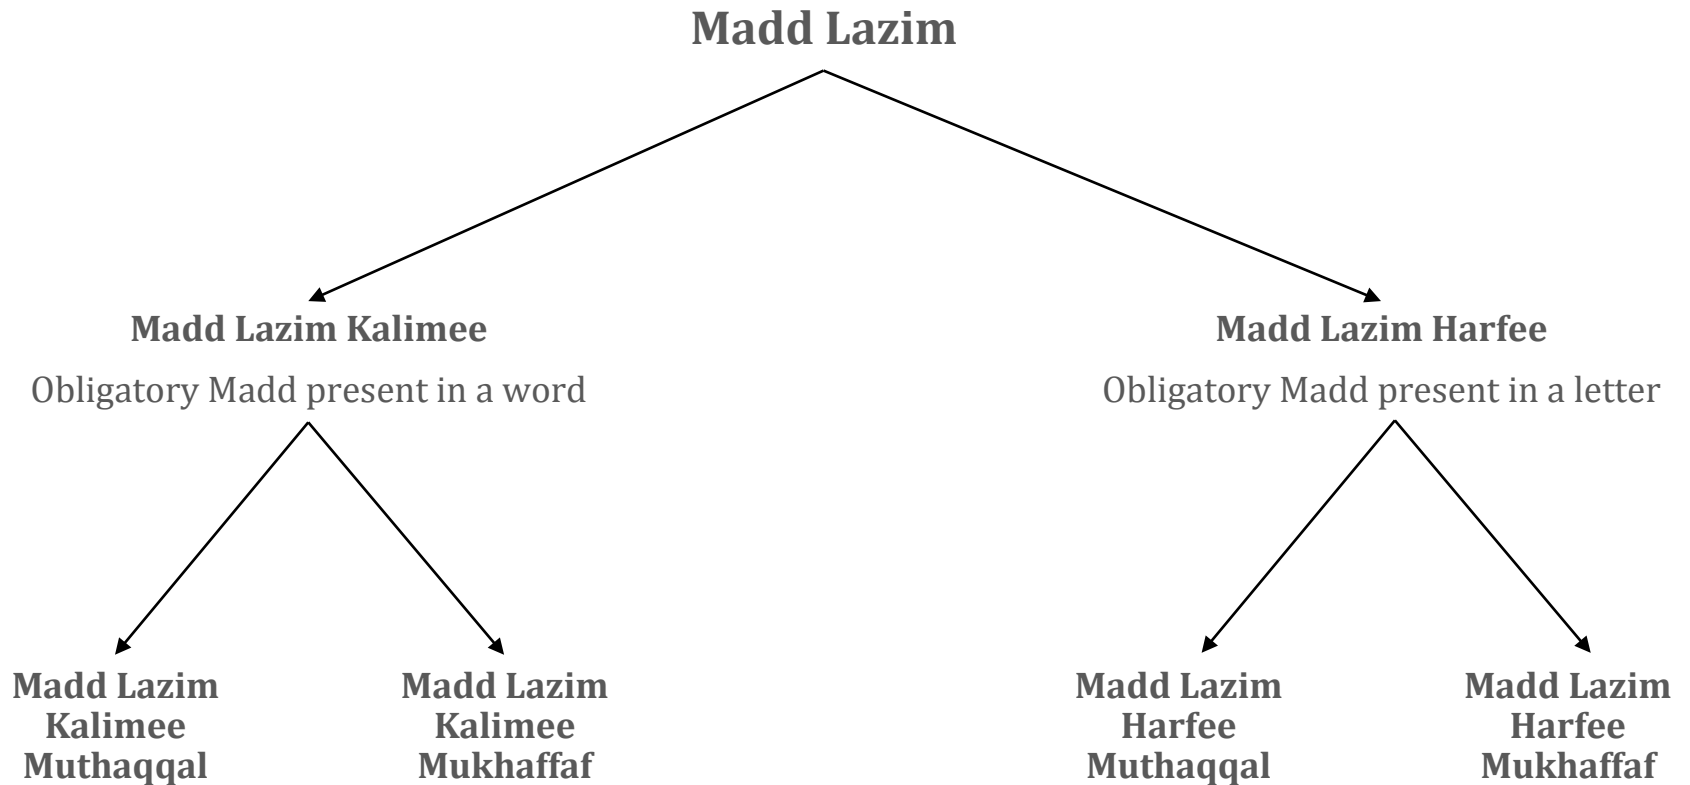 Madd Lazim
Madd Lazim Kalimee
Obligatory Madd present in a word
Madd Lazim Harfee
Obligatory Madd present in a letter
Madd Lazim
Kalimee
Muthaqqal
Madd Lazim
Kalimee
Mukhaffaf
Madd Lazim
Harfee
Muthaqqal
Madd Lazim
Harfee
Mukhaffaf